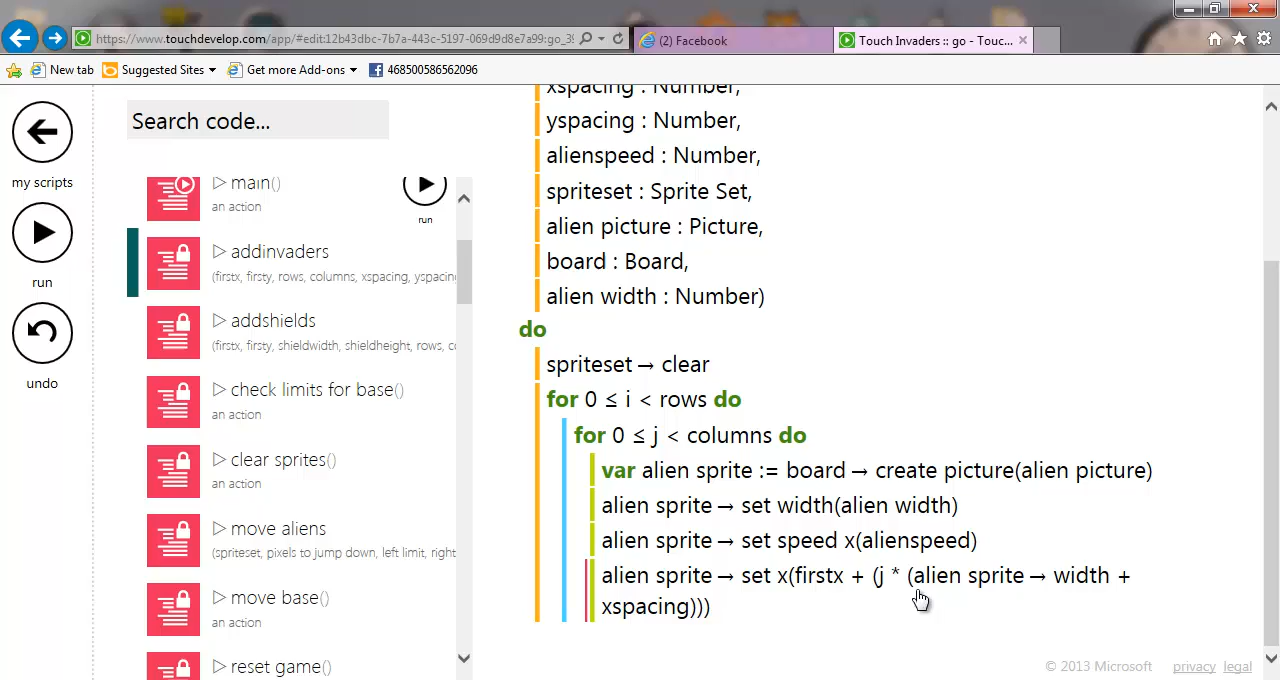 https://www.touchdevelop.com/app/#edit:12b43dbc-7b7a-443c-5197-069d9d8e7a99:go_39
(2) Facebook
Touch Invaders :: go - Touc...
New tab
Suggested Sites
Get more Add-ons
468500586562096
my scripts
run
undo
Search code...
main()
an action
run
addinvaders
(firstx, firsty, rows, columns, xspacing, yspacing
addshields
(firstx, firsty, shieldwidth, shieldheight, rows, co
check limits for base()
an action
clear sprites()
an action
move aliens
(spriteset, pixels to jump down, left limit, right
move base()
an action
reset game()
xspacing : Number,
yspacing : Number,
alienspeed : Number,
spriteset : Sprite Set,
alien picture : Picture,
board : Board,
alien width : Number)
do
spriteset → clear
for 0 ≤ i < rows do
for 0 ≤ j < columns do
var alien sprite := board → create picture(alien picture)
alien sprite → set width(alien width)
alien sprite → set speed x(alienspeed)
alien sprite → set x(firstx + (j * (alien sprite → width +
xspacing)))
© 2013 Microsoft privacy legal